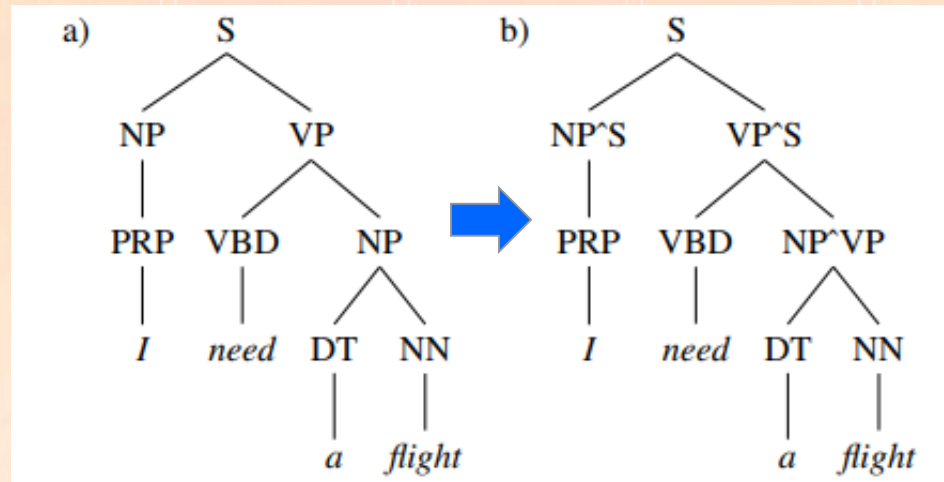 a) S b) S
NP VP NP^S VP^S
PRP VBD NP PRP VBD NP^VP
I need DT NN I need DT NN
a flight a flight